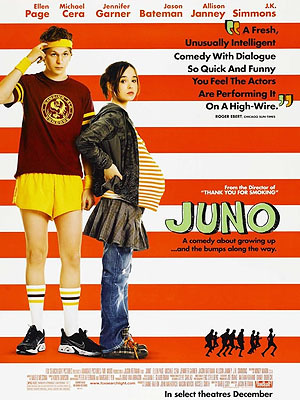 Ellen Michael Jennifer Jason Allison J.K.
Page Cera Garner Bateman Janney Simmons
"A Fresh,
Unusually Intelligent
Comedy With Dialogue
So Quick and Funny
You Feel The Actors
Are Performing It
On A High-Wire."
ROGER EBERT, CHICAGO SUN TIMES
From the Director of
"THANK YOU FOR SMOKING"
JUNO
A comedy about growing up
...and the bumps along the way.
In select theatres December